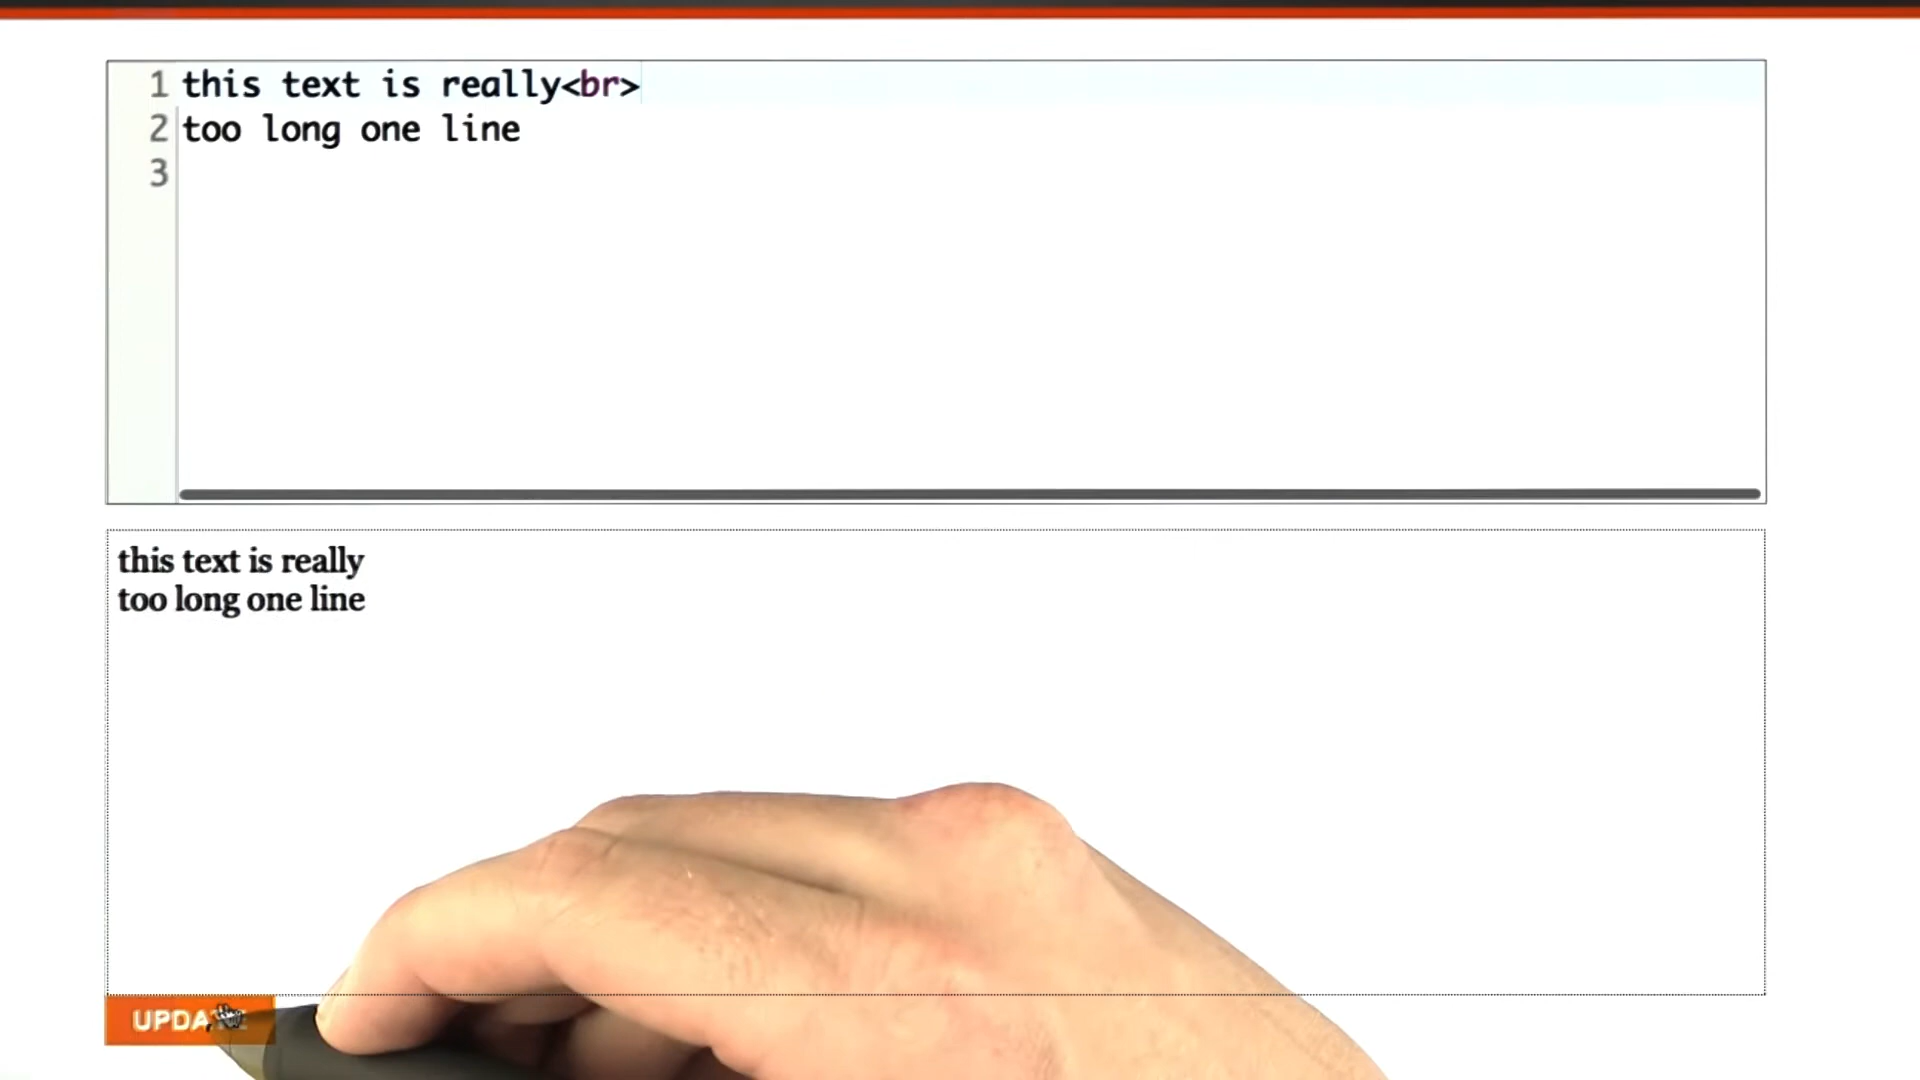 1 this text is really<br>
2 too long one line
3
this text is really
too long one line